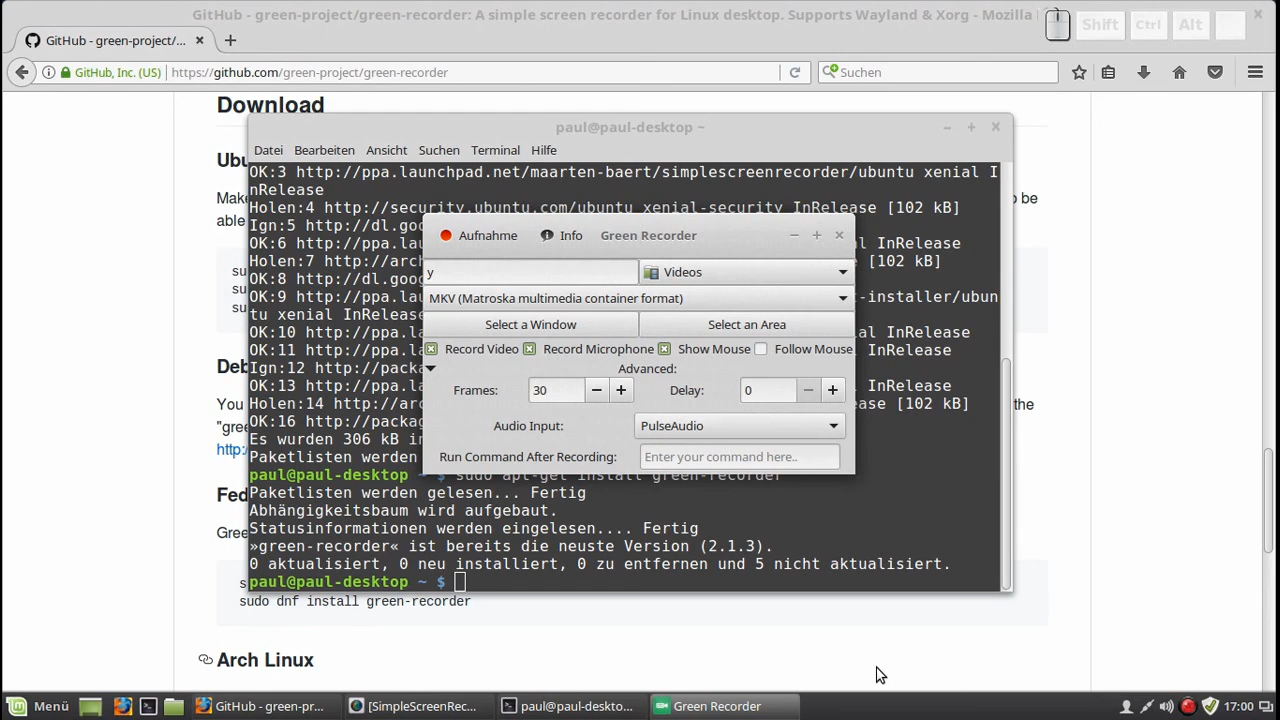 GitHub - green-project/green-recorder: A simple screen recorder for Linux desktop. Supports Wayland & Xorg - Mozilla
Shift Ctrl Alt
GitHub - green-project/...
GitHub, Inc. (US) https://github.com/green-project/green-recorder
Suchen
Download
paul@paul-desktop ~
Datei Bearbeiten Ansicht Suchen Terminal Hilfe
OK:3 http://ppa.launchpad.net/maarten-baert/simplescreenrecorder/ubuntu xenial I
nRelease
Holen:4 http://security.ubuntu.com/ubuntu xenial-security InRelease [102 kB]
to be
able
Ign:5 http://dl.goo
OK:6 http://ppa.lau
al InRelease
Holen:7 http://arc
e [102 kB]
OK:8 http://dl.goo
OK:9 http://ppa.la
t-installer/ubun
tu xenial InRelease
OK:10 http://ppa.l
al InRelease
OK:11 http://ppa.l
InRelease
Ign:12 http://packa
OK:13 http://ppa.l
InRelease
Holen:14 http://ar
ease [102 kB]
the
OK:16 http://packag
Es wurden 306 kB in
Paketlisten werden
paul@paul-desktop ~ $ sudo apt-get install green-recorder
Paketlisten werden gelesen... Fertig
Abhängigkeitsbaum wird aufgebaut.
Statusinformationen werden eingelesen.... Fertig
»green-recorder« ist bereits die neuste Version (2.1.3).
0 aktualisiert, 0 neu installiert, 0 zu entfernen und 5 nicht aktualisiert.
paul@paul-desktop ~ $
Aufnahme Info Green Recorder
y
Videos
MKV (Matroska multimedia container format)
Select a Window Select an Area
Record Video Record Microphone Show Mouse Follow Mouse
Advanced:
Frames: 30 Delay: 0
Audio Input: PulseAudio
Run Command After Recording: Enter your command here..
sudo dnf install green-recorder
Arch Linux
Menü GitHub - green-pr... [SimpleScreenRec... paul@paul-deskto... Green Recorder 17:00